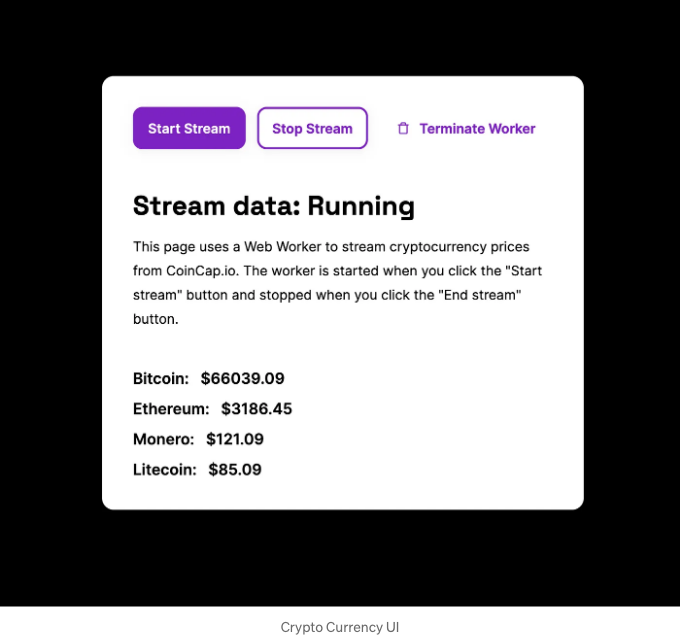 Start Stream
Stop Stream
Terminate Worker
Stream data: Running
This page uses a Web Worker to stream cryptocurrency prices
from CoinCap.io. The worker is started when you click the "Start
stream" button and stopped when you click the "End stream"
button.
Bitcoin: $66039.09
Ethereum: $3186.45
Monero: $121.09
Litecoin: $85.09
Crypto Currency UI